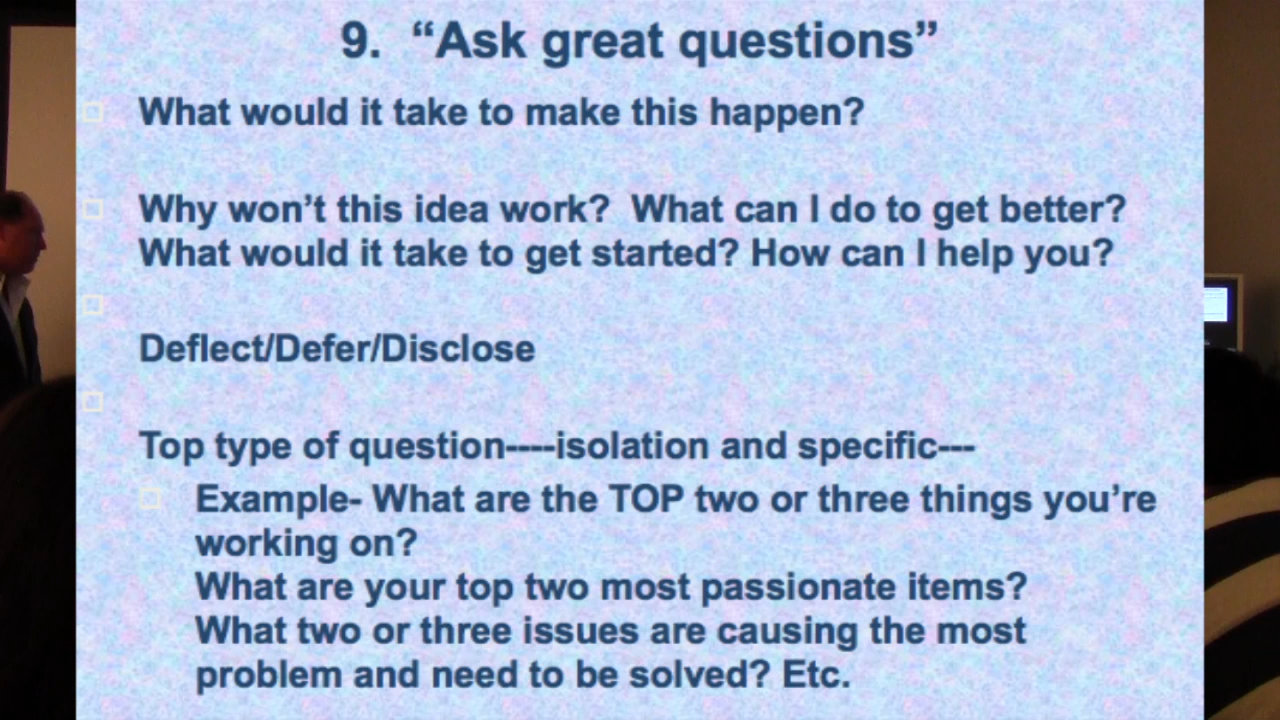 9. “Ask great questions”
What would it take to make this happen?
Why won’t this idea work? What can I do to get better?
What would it take to get started? How can I help you?
Deflect/Defer/Disclose
Top type of question----isolation and specific---
Example- What are the TOP two or three things you’re
working on?
What are your top two most passionate items?
What two or three issues are causing the most
problem and need to be solved? Etc.